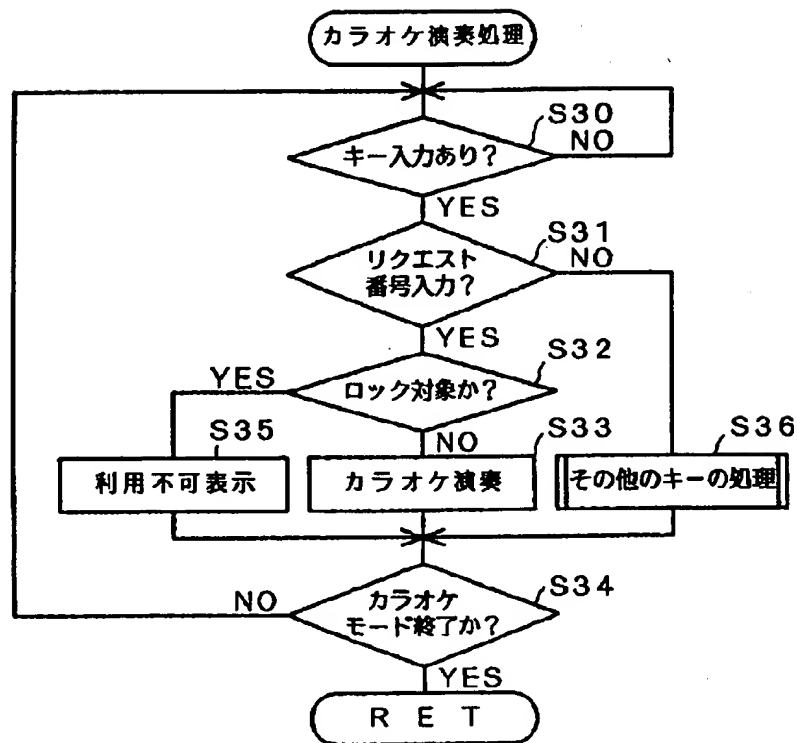 カラオケ演奏処理
S30
キー入力あり?
NO
YES
S31
リクエスト
番号入力?
NO
YES
S32
ロック対象か?
YES
NO
S35
利用不可表示
S33
カラオケ演奏
S36
その他のキーの処理
S34
カラオケ
モード終了か?
NO
YES
RET